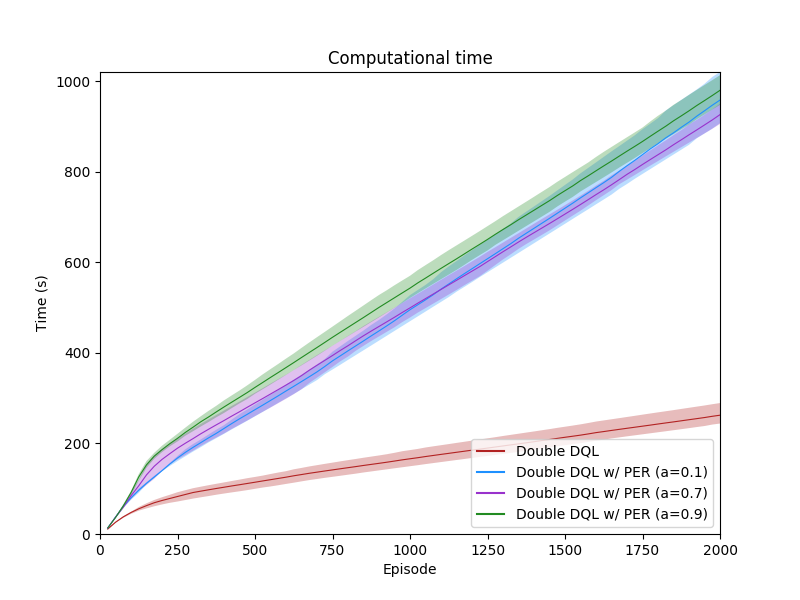 Computational time
Time (s)
1000
800
600
400
200
0
0 250 500 750 1000 1250 1500 1750 2000
Episode
Double DQL
Double DQL w/ PER (a=0.1)
Double DQL w/ PER (a=0.7)
Double DQL w/ PER (a=0.9)